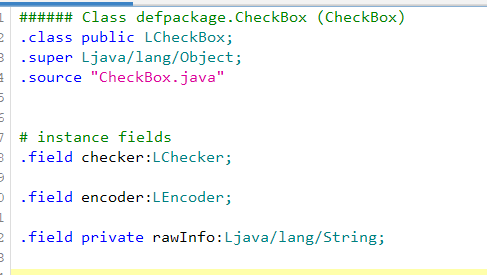 ###### Class defpackage.CheckBox (CheckBox)
.class public LCheckBox;
.super Ljava/lang/Object;
.source "CheckBox.java"
# instance fields
.field checker:LChecker;
.field encoder:LEncoder;
.field private rawInfo:Ljava/lang/String;